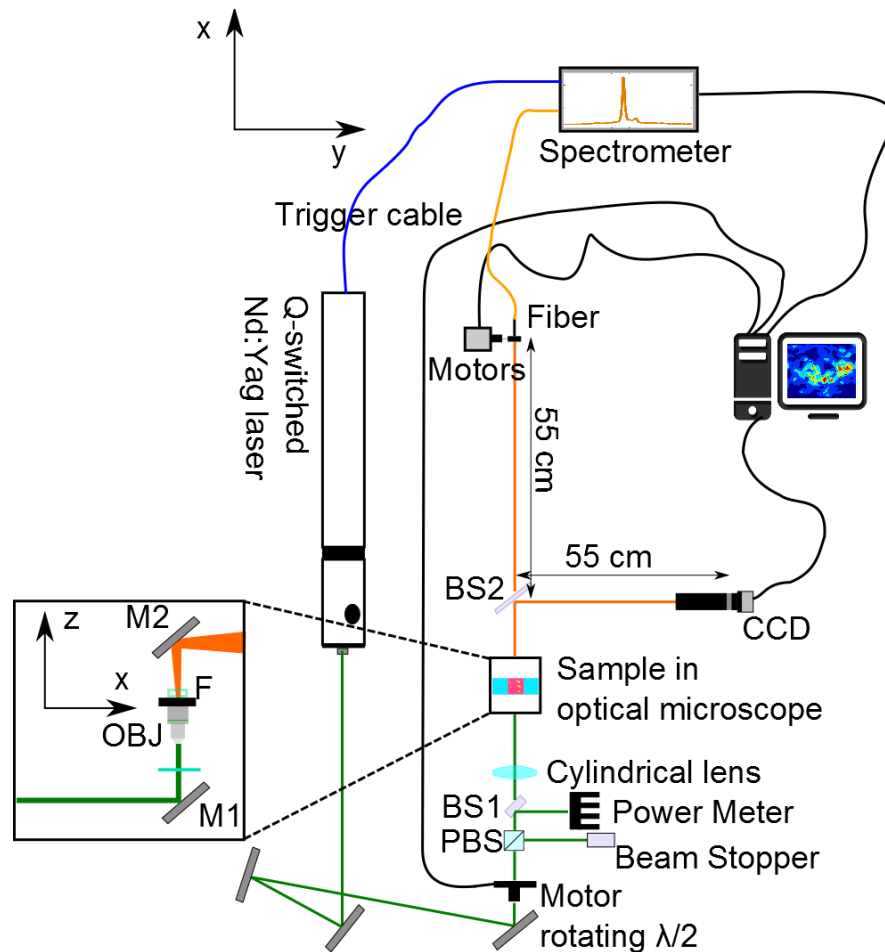 x
y
Spectrometer
Trigger cable
Q-switched
Nd:Yag laser
Fiber
Motors
55 cm
55 cm
BS2
CCD
M2
z
x
F
OBJ
M1
Sample in
optical microscope
Cylindrical lens
BS1
Power Meter
PBS
Beam Stopper
Motor
rotating λ/2